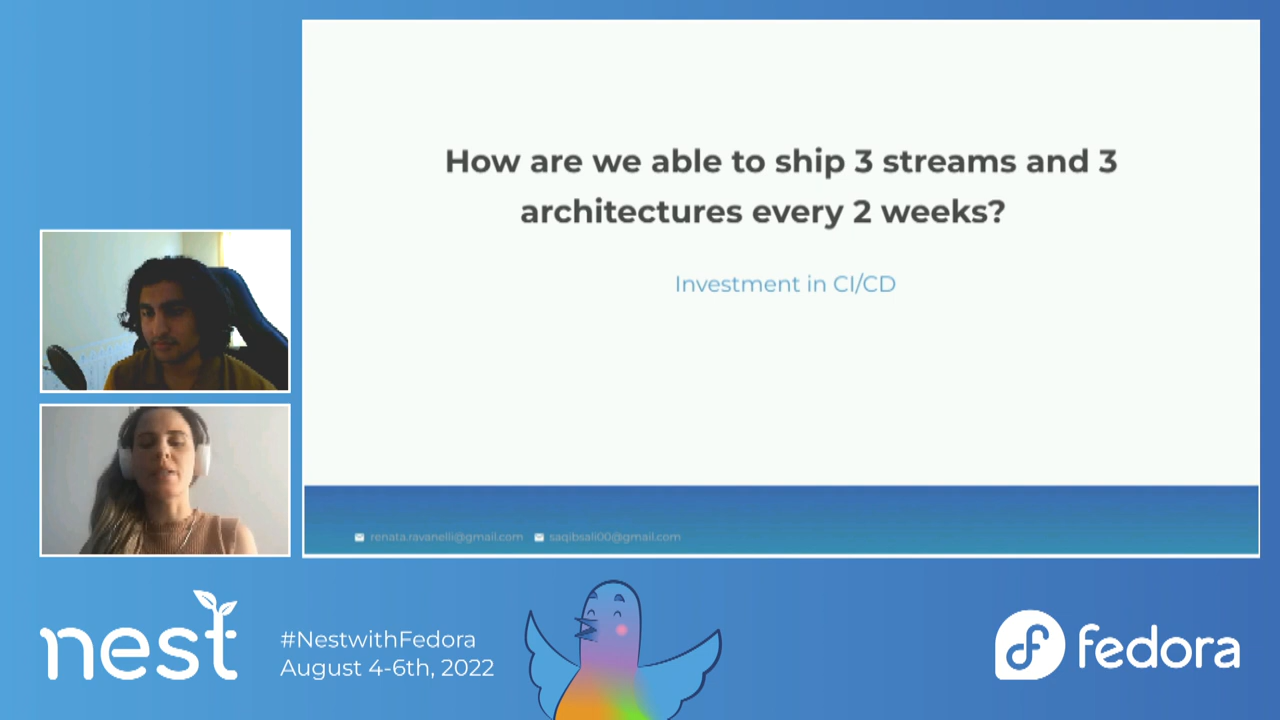 How are we able to ship 3 streams and 3
architectures every 2 weeks?
Investment in CI/CD
renata.ravanelli@gmail.com saqibsali00@gmail.com
nest
#NestwithFedora
August 4-6th, 2022
fedora